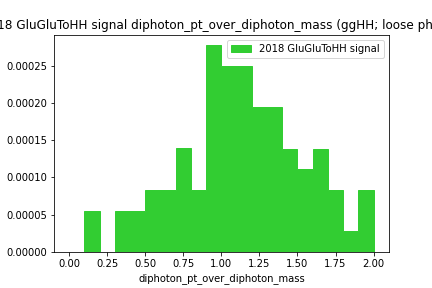 18 GluGluToHH signal diphoton_pt_over_diphoton_mass (ggHH; loose ph
2018 GluGluToHH signal
0.00025
0.00020
0.00015
0.00010
0.00005
0.00000
0.00 0.25 0.50 0.75 1.00 1.25 1.50 1.75 2.00
diphoton_pt_over_diphoton_mass